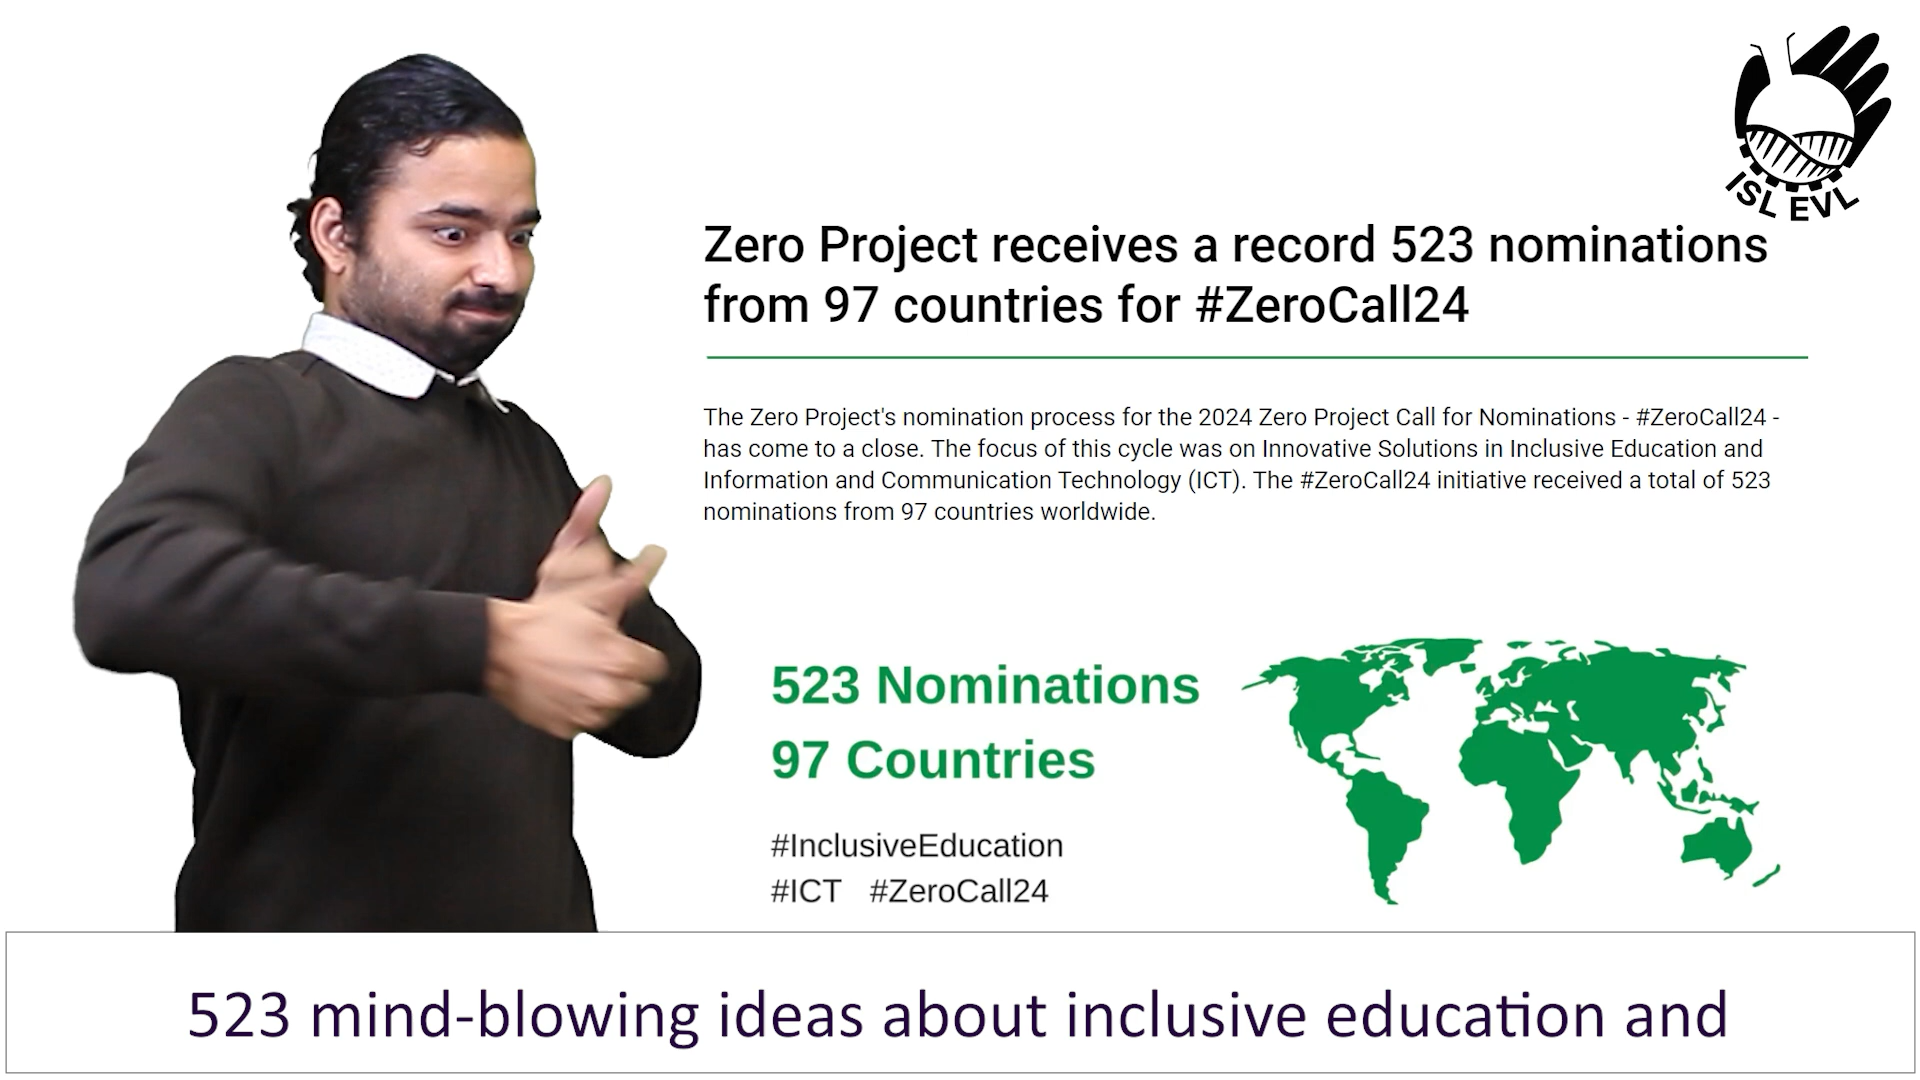 ISL EVL
Zero Project receives a record 523 nominations
from 97 countries for #ZeroCall24
The Zero Project's nomination process for the 2024 Zero Project Call for Nominations - #ZeroCall24 -
has come to a close. The focus of this cycle was on Innovative Solutions in Inclusive Education and
Information and Communication Technology (ICT). The #ZeroCall24 initiative received a total of 523
nominations from 97 countries worldwide.
523 Nominations
97 Countries
#InclusiveEducation
#ICT #ZeroCall24
523 mind-blowing ideas about inclusive education and